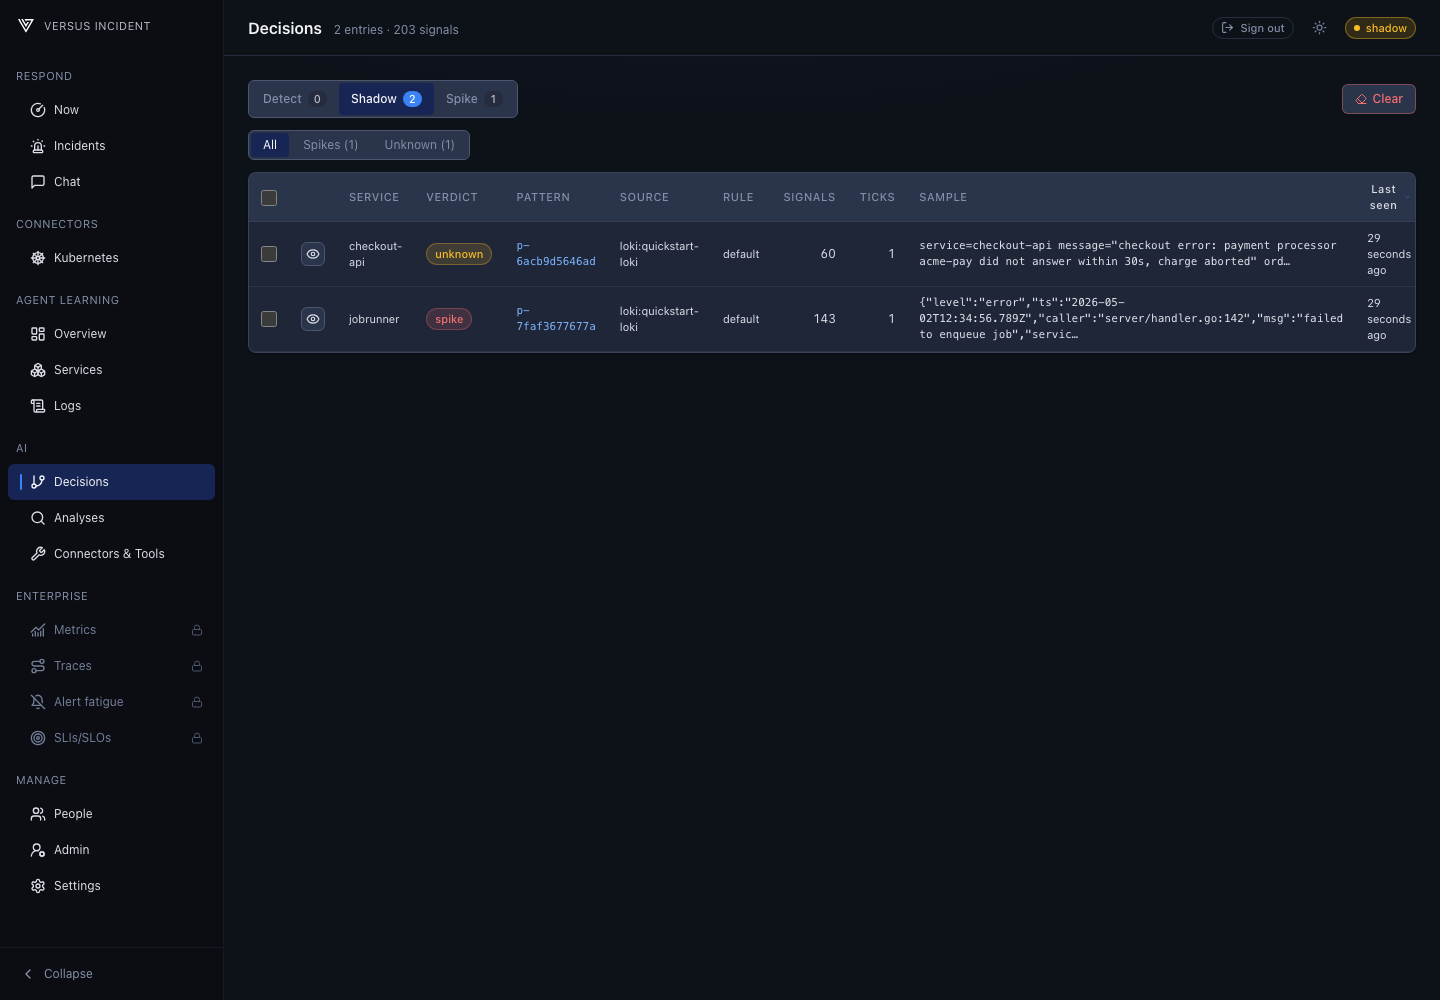 VERSUS INCIDENT
RESPOND
Now
Incidents
Chat
CONNECTORS
Kubernetes
AGENT LEARNING
Overview
Services
Logs
AI
Decisions
Analyses
Connectors & Tools
ENTERPRISE
Metrics
Traces
Alert fatigue
SLIs/SLOs
MANAGE
People
Admin
Settings
Collapse
Decisions 2 entries · 203 signals
Sign out
shadow
Detect 0 Shadow 2 Spike 1
Clear
All Spikes (1) Unknown (1)
SERVICE VERDICT PATTERN SOURCE RULE SIGNALS TICKS SAMPLE Last
seen
checkout-
api
unknown
p-
6acb9d5646ad
loki:quickstart-
loki
default
60
1
service=checkout-api message="checkout error: payment processor
acme-pay did not answer within 30s, charge aborted" ord…
29
seconds
ago
jobrunner
spike
p-
7faf3677677a
loki:quickstart-
loki
default
143
1
{"level":"error","ts":"2026-05-
02T12:34:56.789Z","caller":"server/handler.go:142","msg":"failed
to enqueue job","servic…
29
seconds
ago